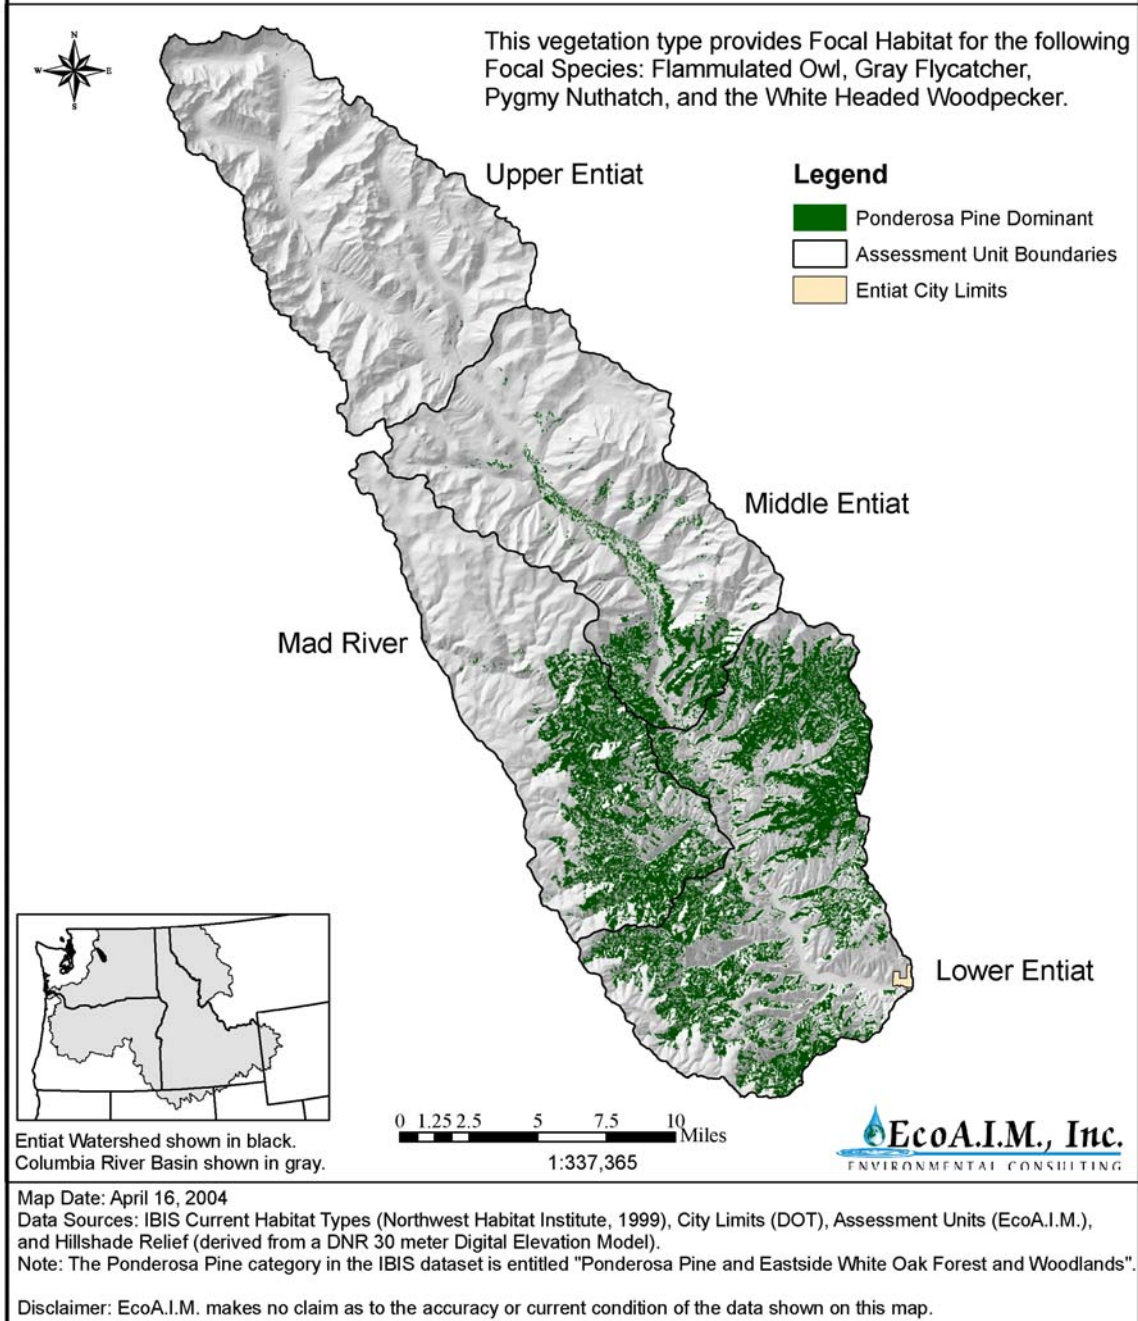 N
W
E
S
This vegetation type provides Focal Habitat for the following
Focal Species: Flammulated Owl, Gray Flycatcher,
Pygmy Nuthatch, and the White Headed Woodpecker.
Upper Entiat
Legend
Ponderosa Pine Dominant
Assessment Unit Boundaries
Entiat City Limits
Middle Entiat
Mad River
Lower Entiat
0 1.25 2.5 5 7.5 10
Miles
1:337,365
Entiat Watershed shown in black.
Columbia River Basin shown in gray.
EcoA.I.M., Inc.
ENVIRONMENTAL CONSULTING
Map Date: April 16, 2004
Data Sources: IBIS Current Habitat Types (Northwest Habitat Institute, 1999), City Limits (DOT), Assessment Units (EcoA.I.M.),
and Hillshade Relief (derived from a DNR 30 meter Digital Elevation Model).
Note: The Ponderosa Pine category in the IBIS dataset is entitled "Ponderosa Pine and Eastside White Oak Forest and Woodlands".
Disclaimer: EcoA.I.M. makes no claim as to the accuracy or current condition of the data shown on this map.